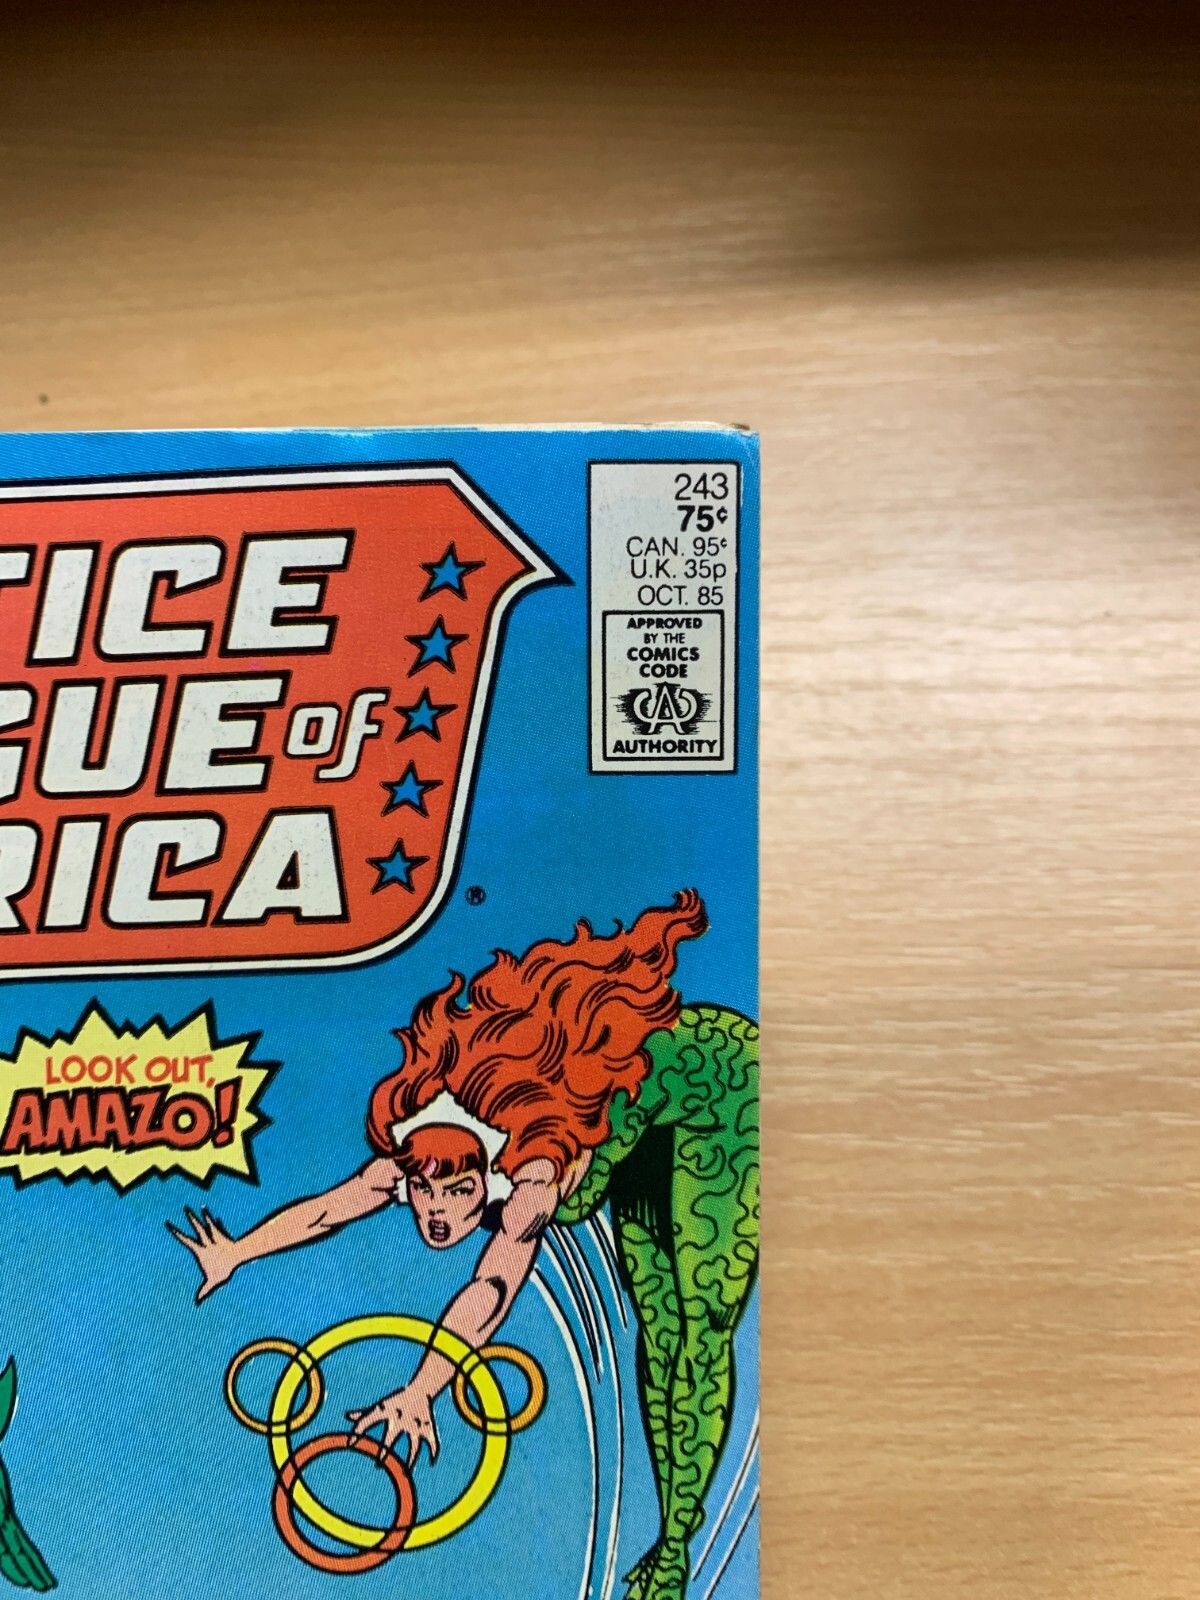 TICE
GUE of
RICA
®
243
75¢
CAN. 95¢
U.K. 35p
OCT. 85
APPROVED
BY THE
COMICS
CODE
CA
AUTHORITY
LOOK OUT,
AMAZO!